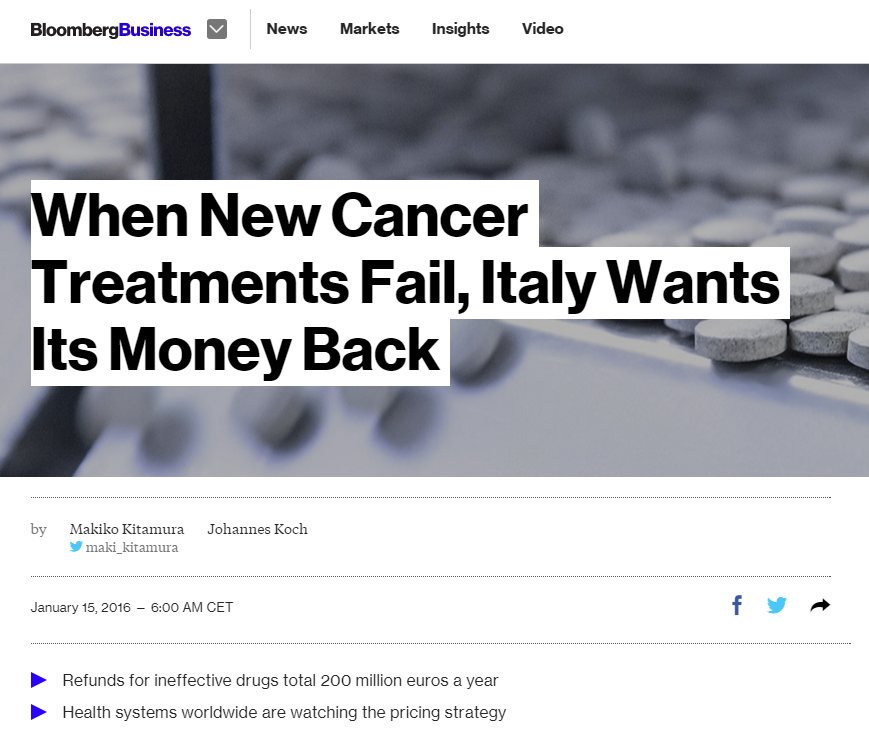 BloombergBusiness News Markets Insights Video
When New Cancer
Treatments Fail, Italy Wants
Its Money Back
by Makiko Kitamura Johannes Koch
maki_kitamura
January 15, 2016 – 6:00 AM CET
Refunds for ineffective drugs total 200 million euros a year
Health systems worldwide are watching the pricing strategy